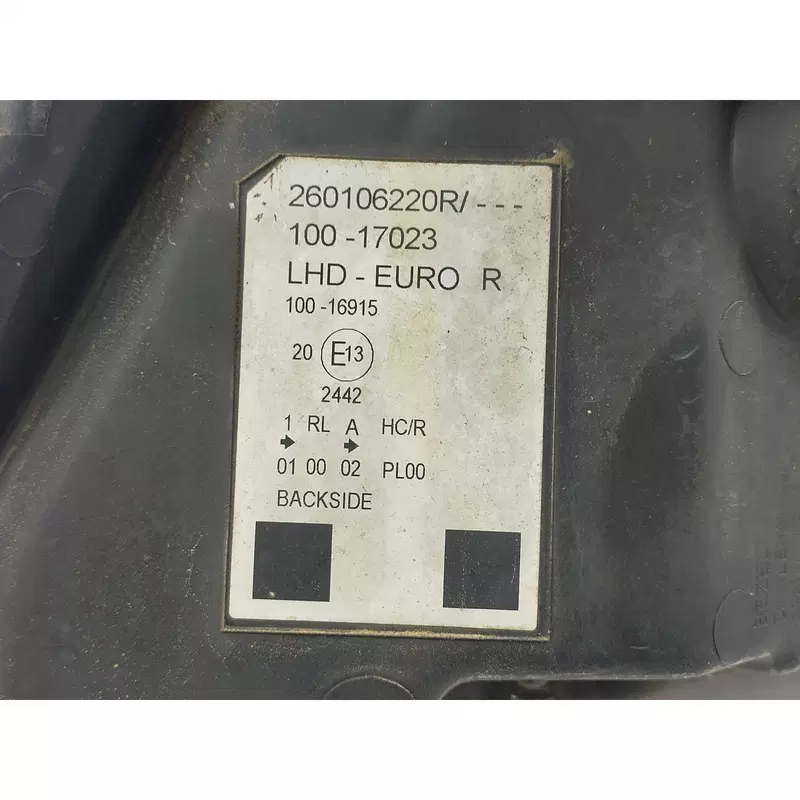 260106220R/ - - -
100 -17023
LHD - EURO R
100 -16915
20 E13
2442
1 RL A HC/R
01 00 02 PL00
BACKSIDE